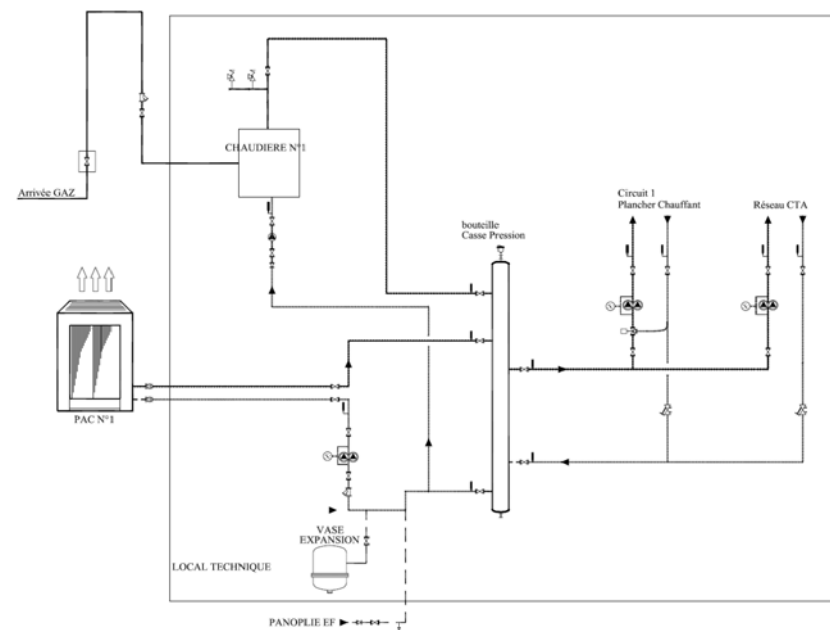 CHAUDIERE N°1
Arrivée GAZ
Circuit 1
Plancher Chauffant
Réseau CTA
bouteille
Casse Pression
PAC N°1
VASE
EXPANSION
LOCAL TECHNIQUE
PANOPLIE EF